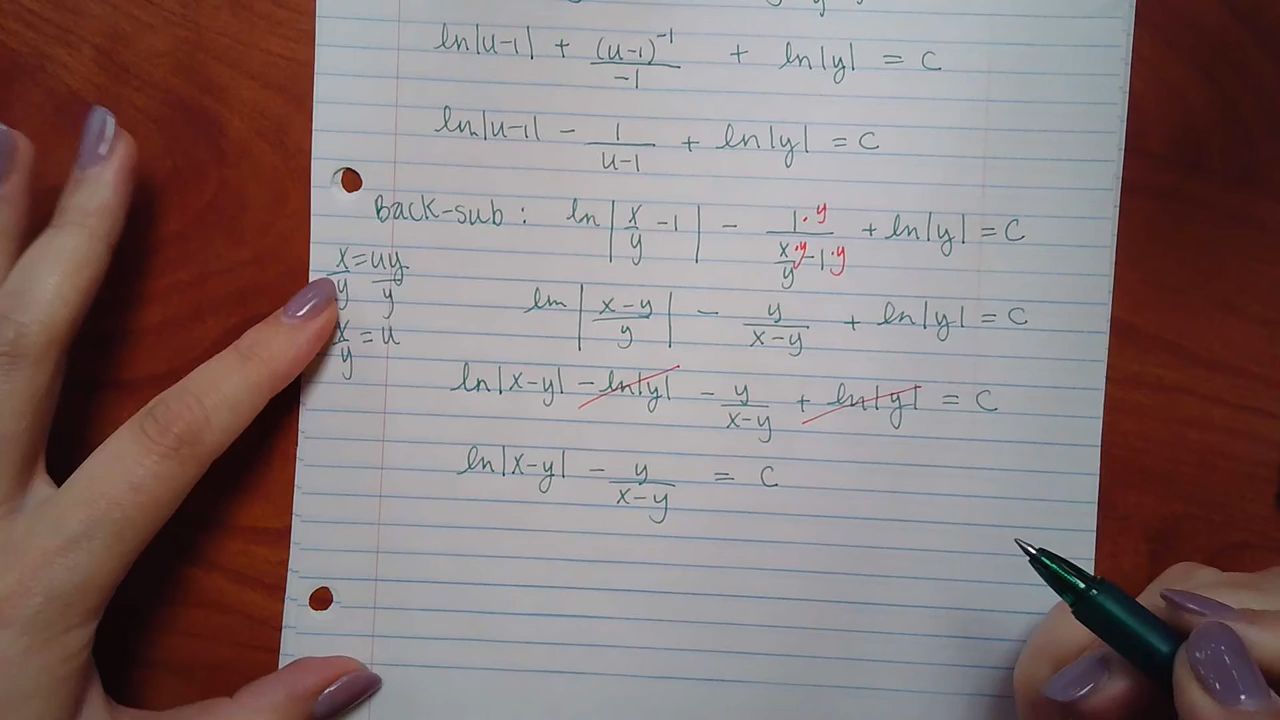 ln|u-1| + (u-1)^-1 / -1 + ln|y| = C
ln|u-1| - 1/(u-1) + ln|y| = C
Back-sub: ln|x/y - 1| - 1·y / (x/y ·y - 1·y) + ln|y| = C
x/y = uy/y
x/y = u
ln|(x-y)/y| - y/(x-y) + ln|y| = C
ln|x-y| - ln|y| - y/(x-y) + ln|y| = C
ln|x-y| - y/(x-y) = C